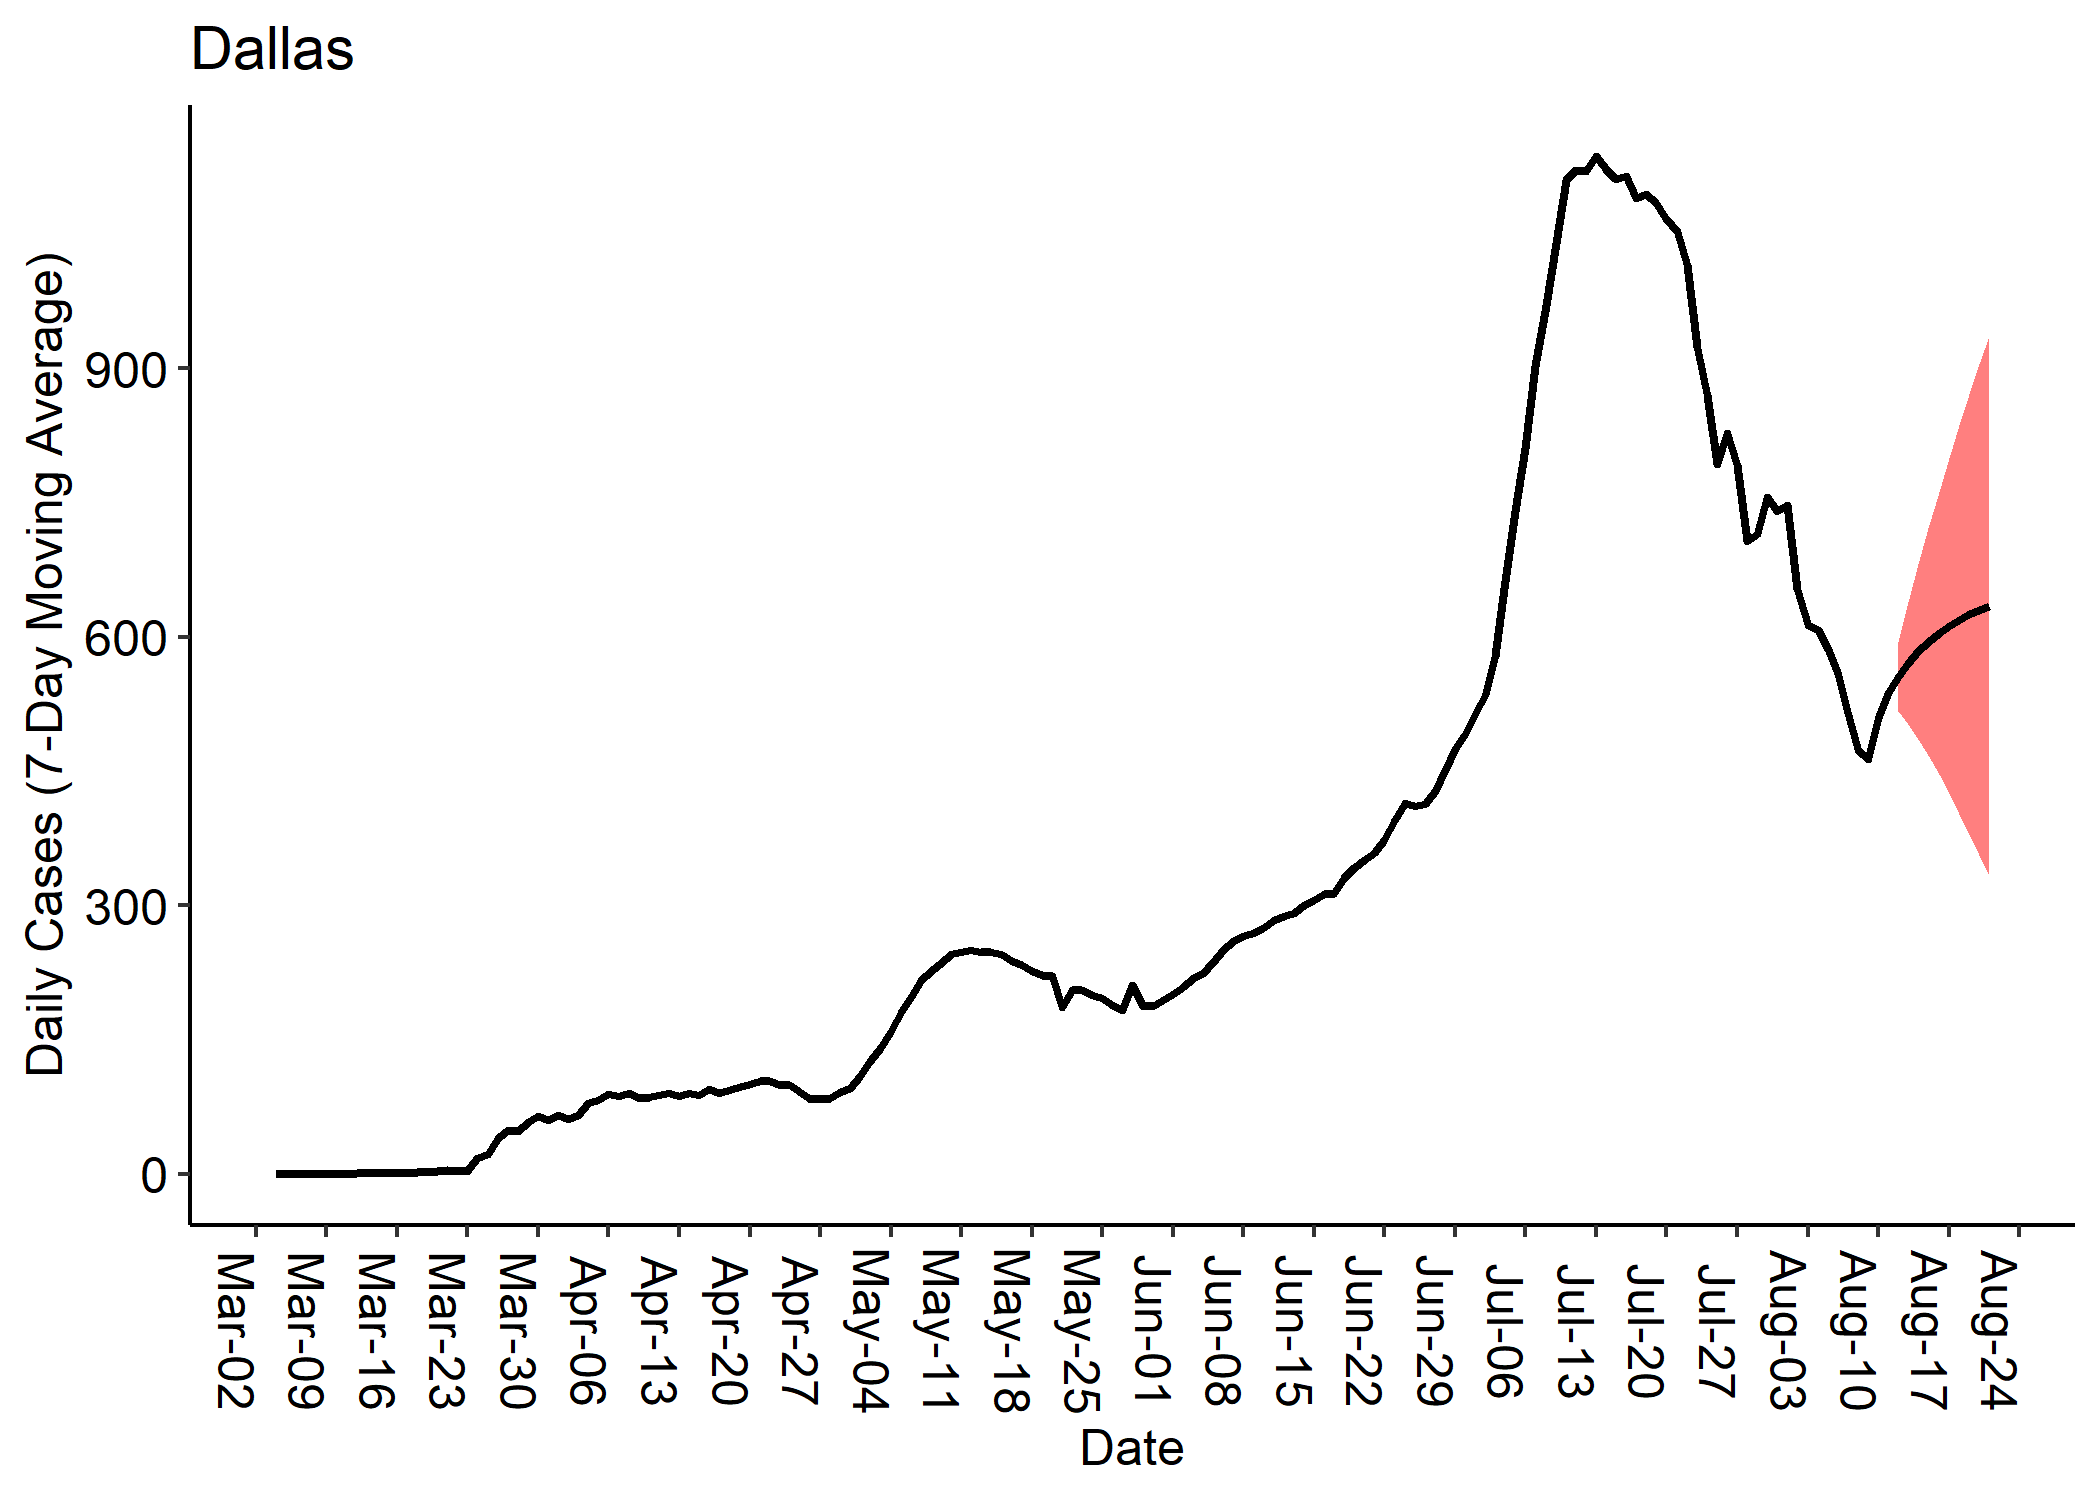 Dallas
Daily Cases (7-Day Moving Average)
900
600
300
0
Mar-02
Mar-09
Mar-16
Mar-23
Mar-30
Apr-06
Apr-13
Apr-20
Apr-27
May-04
May-11
May-18
May-25
Jun-01
Jun-08
Jun-15
Jun-22
Jun-29
Jul-06
Jul-13
Jul-20
Jul-27
Aug-03
Aug-10
Aug-17
Aug-24
Date